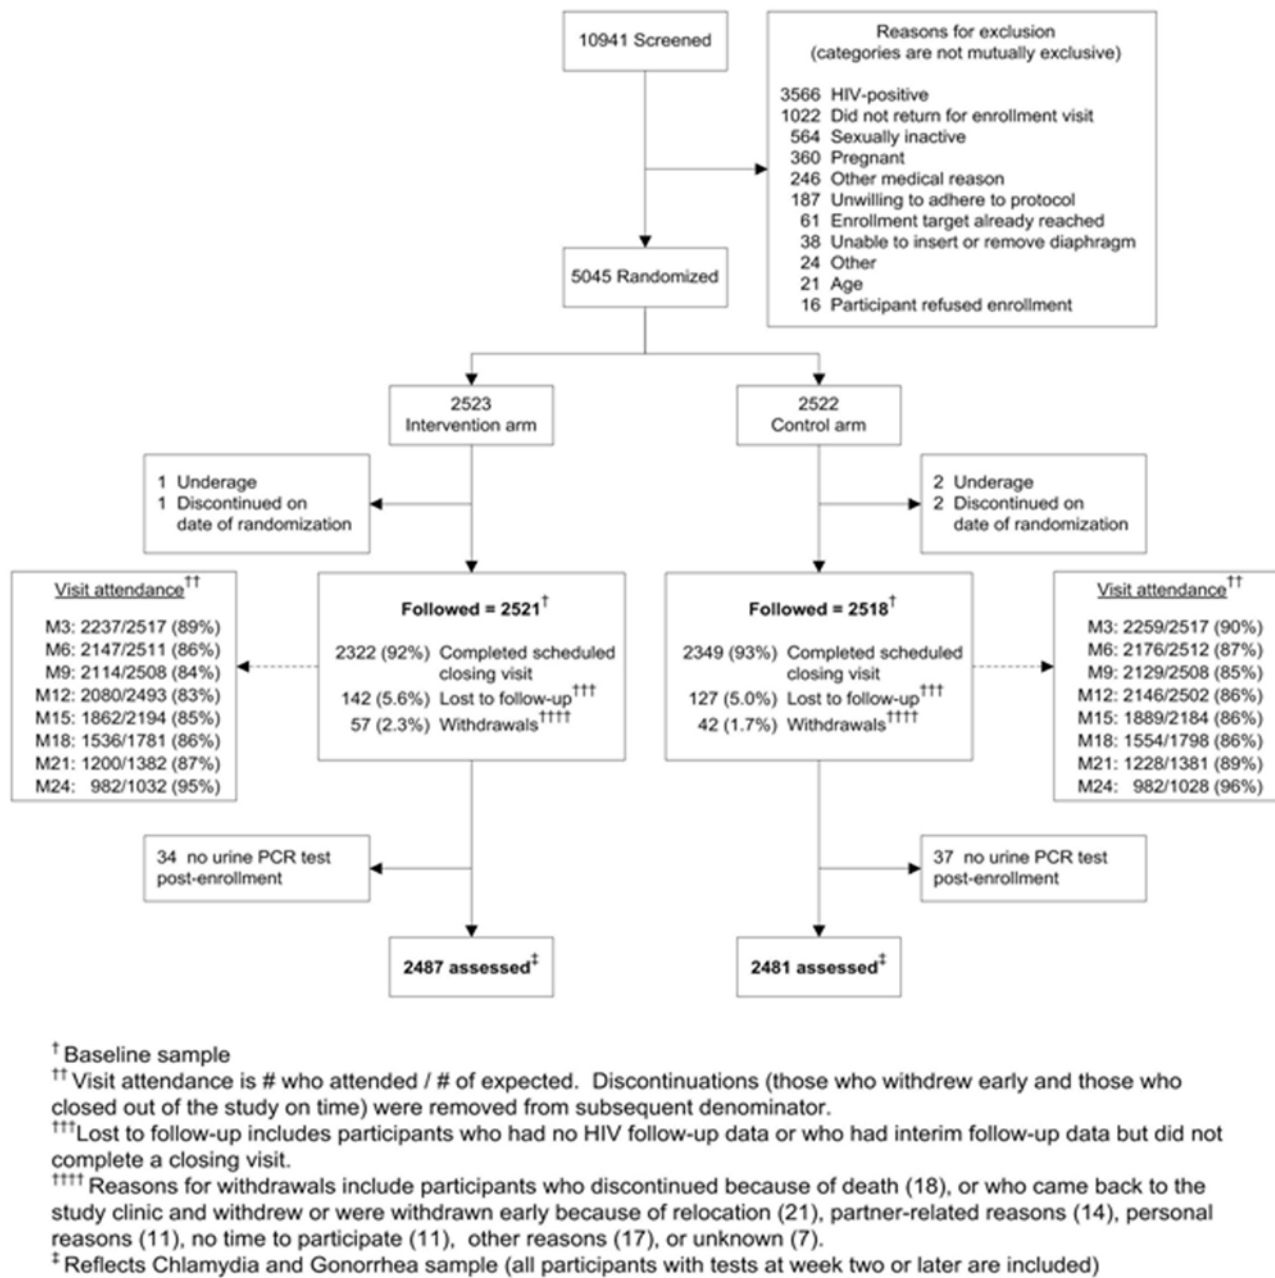 10941 Screened
Reasons for exclusion
(categories are not mutually exclusive)
3566 HIV-positive
1022 Did not return for enrollment visit
564 Sexually inactive
360 Pregnant
246 Other medical reason
187 Unwilling to adhere to protocol
61 Enrollment target already reached
38 Unable to insert or remove diaphragm
24 Other
21 Age
16 Participant refused enrollment
5045 Randomized
2523
Intervention arm
2522
Control arm
1 Underage
1 Discontinued on
date of randomization
2 Underage
2 Discontinued on
date of randomization
Visit attendance††
M3: 2237/2517 (89%)
M6: 2147/2511 (86%)
M9: 2114/2508 (84%)
M12: 2080/2493 (83%)
M15: 1862/2194 (85%)
M18: 1536/1781 (86%)
M21: 1200/1382 (87%)
M24: 982/1032 (95%)
Followed = 2521†
2322 (92%) Completed scheduled
closing visit
142 (5.6%) Lost to follow-up†††
57 (2.3%) Withdrawals††††
Followed = 2518†
2349 (93%) Completed scheduled
closing visit
127 (5.0%) Lost to follow-up†††
42 (1.7%) Withdrawals††††
Visit attendance††
M3: 2259/2517 (90%)
M6: 2176/2512 (87%)
M9: 2129/2508 (85%)
M12: 2146/2502 (86%)
M15: 1889/2184 (86%)
M18: 1554/1798 (86%)
M21: 1228/1381 (89%)
M24: 982/1028 (96%)
34 no urine PCR test
post-enrollment
37 no urine PCR test
post-enrollment
2487 assessed‡
2481 assessed‡
† Baseline sample
†† Visit attendance is # who attended / # of expected. Discontinuations (those who withdrew early and those who
closed out of the study on time) were removed from subsequent denominator.
†††Lost to follow-up includes participants who had no HIV follow-up data or who had interim follow-up data but did not
complete a closing visit.
†††† Reasons for withdrawals include participants who discontinued because of death (18), or who came back to the
study clinic and withdrew or were withdrawn early because of relocation (21), partner-related reasons (14), personal
reasons (11), no time to participate (11), other reasons (17), or unknown (7).
‡ Reflects Chlamydia and Gonorrhea sample (all participants with tests at week two or later are included)